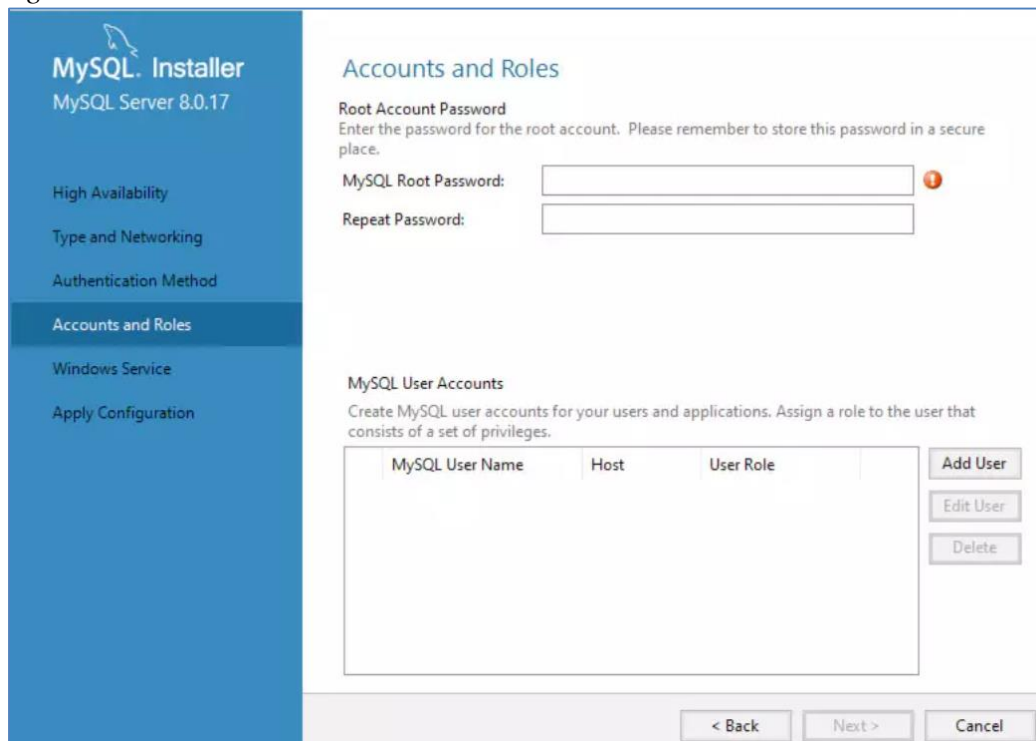 MySQL. Installer
MySQL Server 8.0.17
High Availability
Type and Networking
Authentication Method
Accounts and Roles
Windows Service
Apply Configuration
Accounts and Roles
Root Account Password
Enter the password for the root account. Please remember to store this password in a secure
place.
MySQL Root Password:
Repeat Password:
MySQL User Accounts
Create MySQL user accounts for your users and applications. Assign a role to the user that
consists of a set of privileges.
MySQL User Name Host User Role
Add User
Edit User
Delete
< Back Next > Cancel